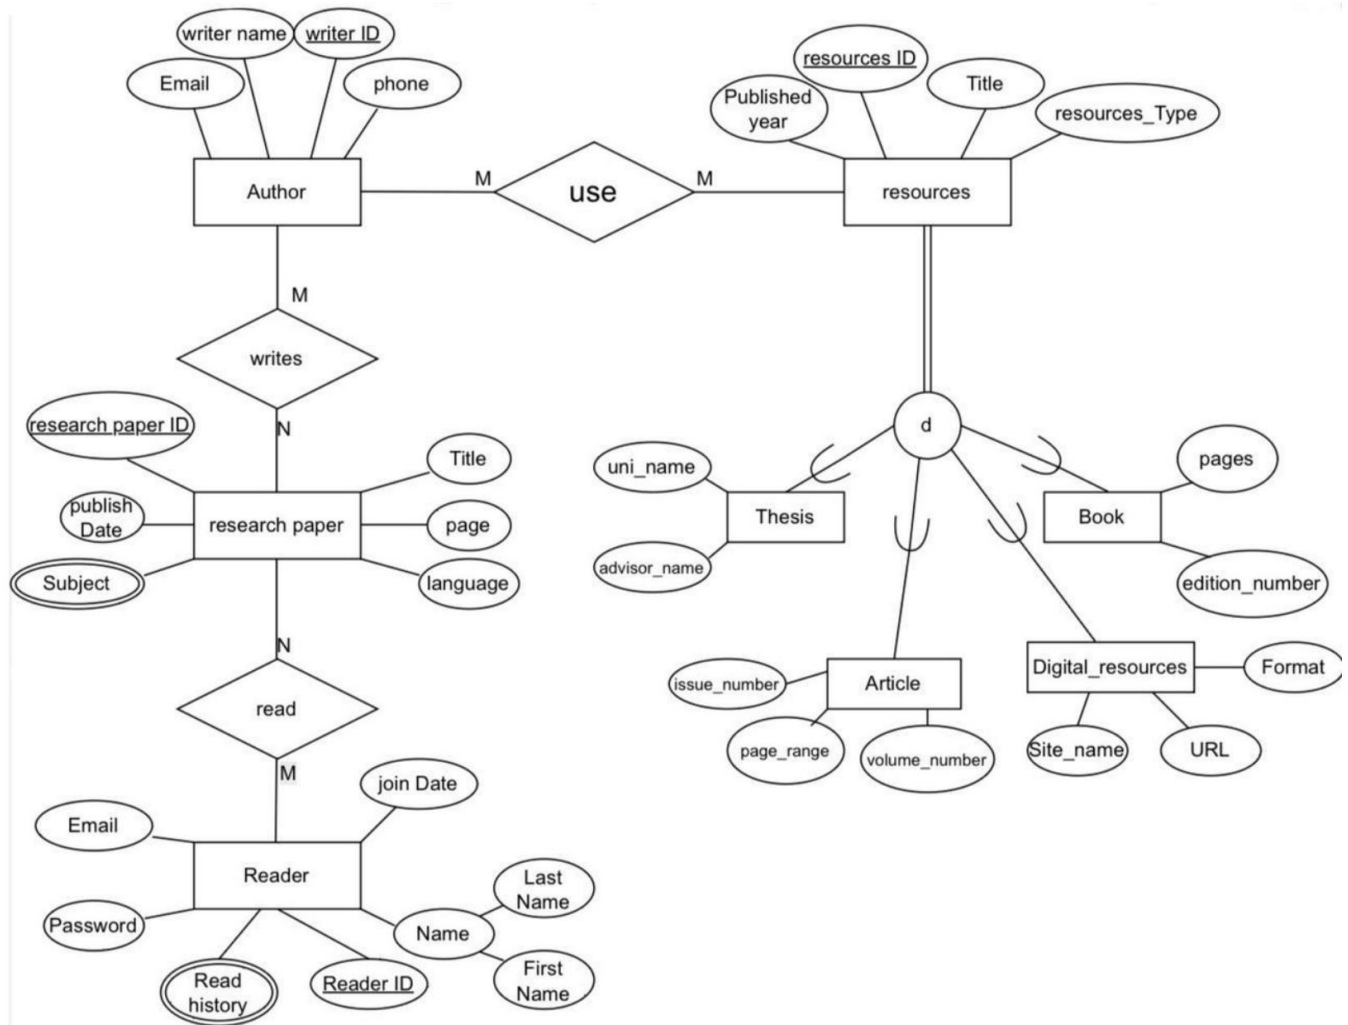 writer name
writer ID
Email
phone
Author
M
use
M
resources ID
Published
year
Title
resources_Type
resources
M
writes
N
research paper ID
Title
publish
Date
research paper
page
Subject
language
N
read
M
join Date
Email
Reader
Last
Name
Password
Name
Read
history
Reader ID
First
Name
d
uni_name
Thesis
advisor_name
pages
Book
edition_number
issue_number
Article
page_range
volume_number
Digital_resources
Format
Site_name
URL